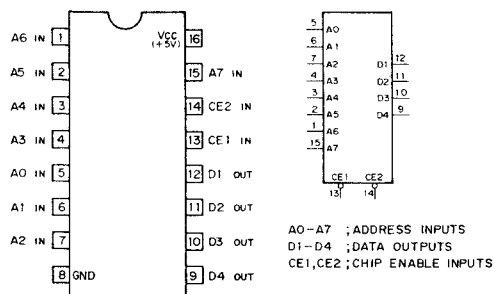 A6 IN 1
VCC (+5V) 16
A5 IN 2
15 A7 IN
A4 IN 3
14 CE2 IN
A3 IN 4
13 CE1 IN
A0 IN 5
12 D1 OUT
A1 IN 6
11 D2 OUT
A2 IN 7
10 D3 OUT
8 GND
9 D4 OUT
5 A0
6 A1
7 A2 D1 12
4 A3 D2 11
3 A4 D3 10
2 A5 D4 9
1 A6
15 A7
CE1 CE2
13 14
A0-A7 ;ADDRESS INPUTS
D1-D4 ;DATA OUTPUTS
CE1,CE2;CHIP ENABLE INPUTS